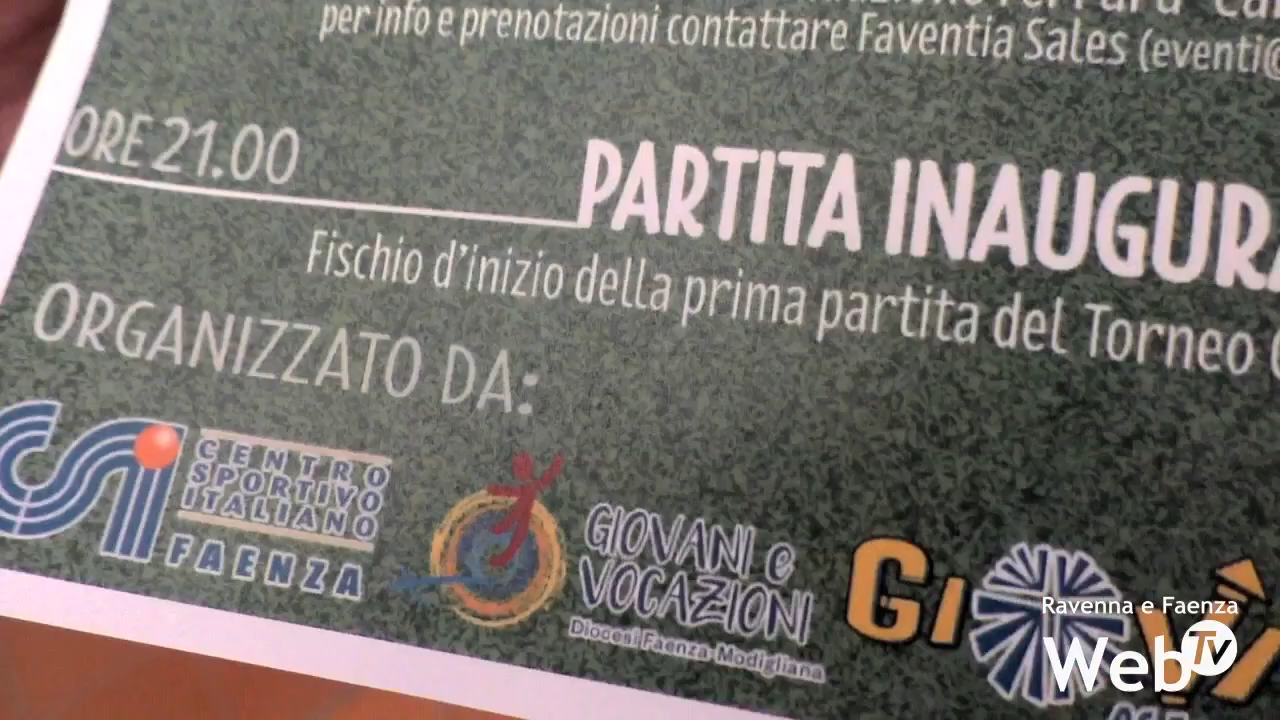 per info e prenotazioni contattare Faventia Sales (eventi@
ORE 21.00
PARTITA INAUGURA
Fischio d'inizio della prima partita del Torneo
ORGANIZZATO DA:
CSI
CENTRO
SPORTIVO
ITALIANO
FAENZA
GIOVANI e
VOCAZIONI
Diocesi Faenza-Modigliana
Ravenna e Faenza
WebTV